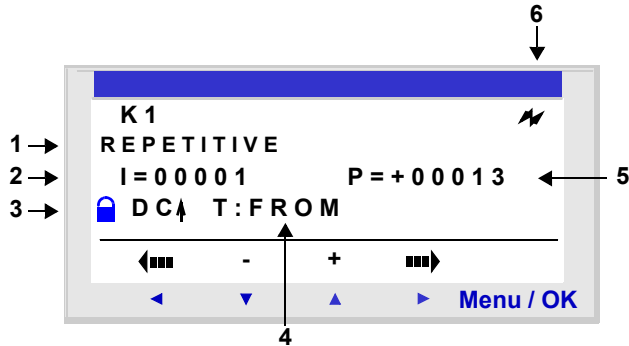 6
K1
1 REPETITIVE
2 I=00001 P=+00013 5
3 DC T:FROM
- +
Menu / OK
4